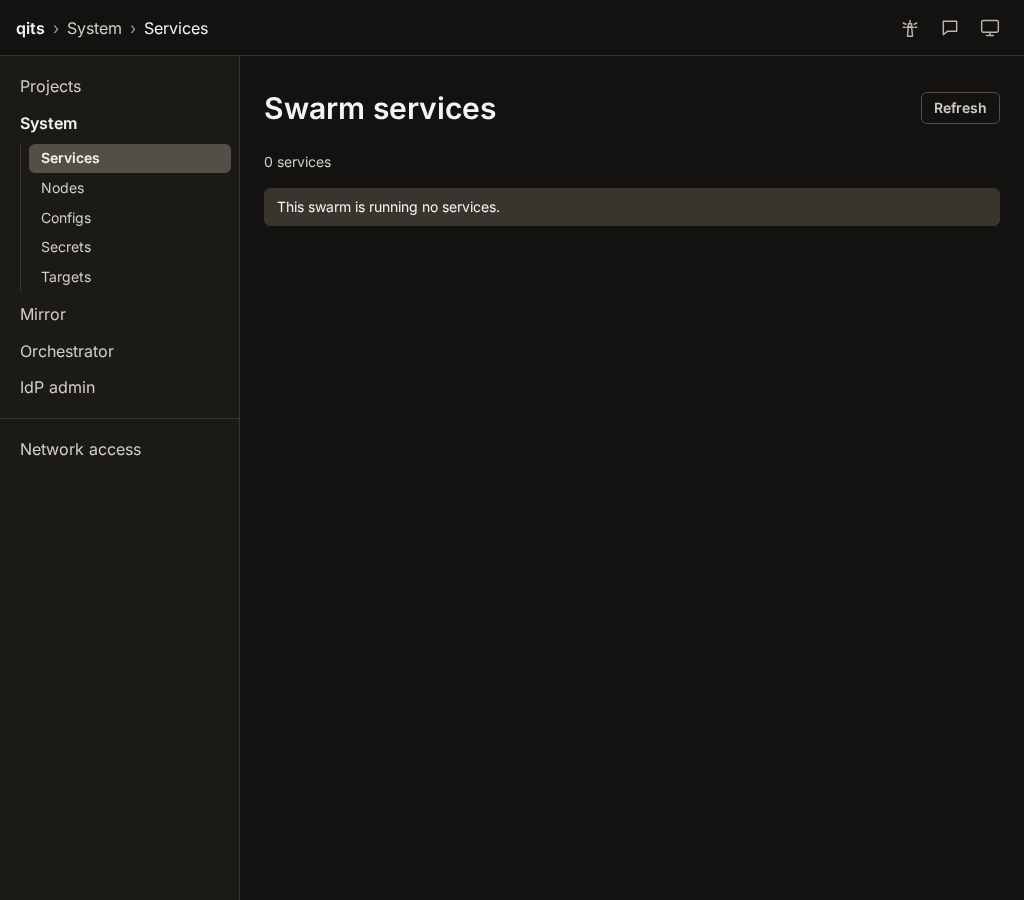 qits › System › Services
Projects
System
Services
Nodes
Configs
Secrets
Targets
Mirror
Orchestrator
IdP admin
Network access
Swarm services
Refresh
0 services
This swarm is running no services.